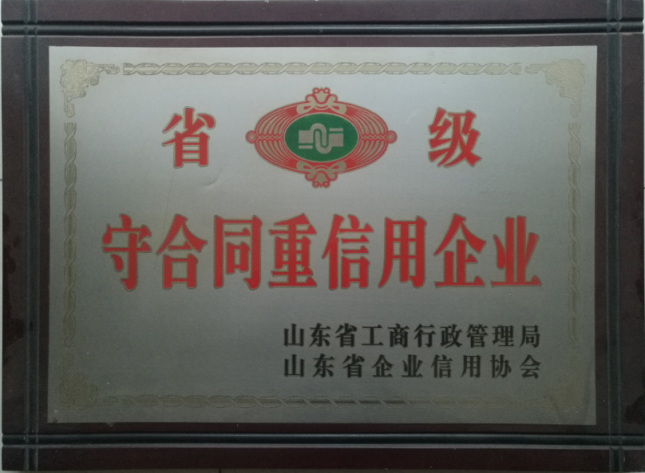 省 级
守合同重信用企业
山东省工商行政管理局
山东省企业信用协会